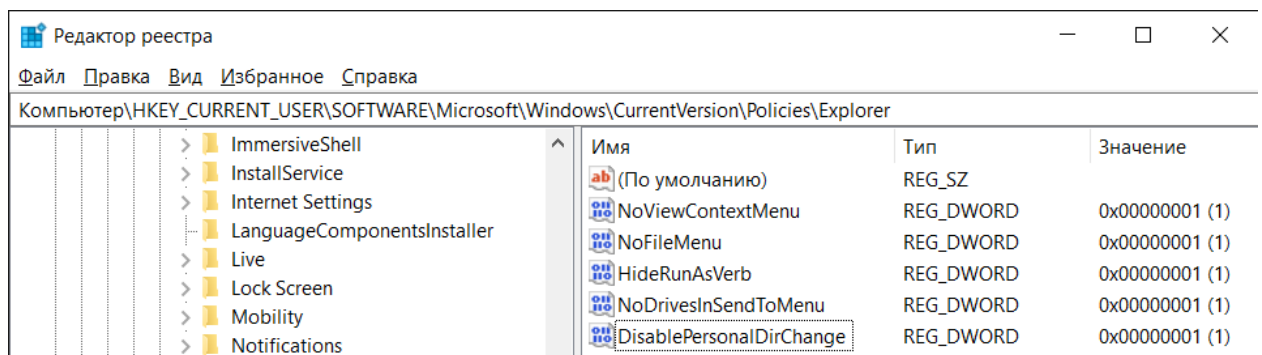 Редактор реестра
Файл Правка Вид Избранное Справка
Компьютер\HKEY_CURRENT_USER\SOFTWARE\Microsoft\Windows\CurrentVersion\Policies\Explorer
ImmersiveShell
InstallService
Internet Settings
LanguageComponentsInstaller
Live
Lock Screen
Mobility
Notifications
Имя Тип Значение
(По умолчанию) REG_SZ
NoViewContextMenu REG_DWORD 0x00000001 (1)
NoFileMenu REG_DWORD 0x00000001 (1)
HideRunAsVerb REG_DWORD 0x00000001 (1)
NoDrivesInSendToMenu REG_DWORD 0x00000001 (1)
DisablePersonalDirChange REG_DWORD 0x00000001 (1)